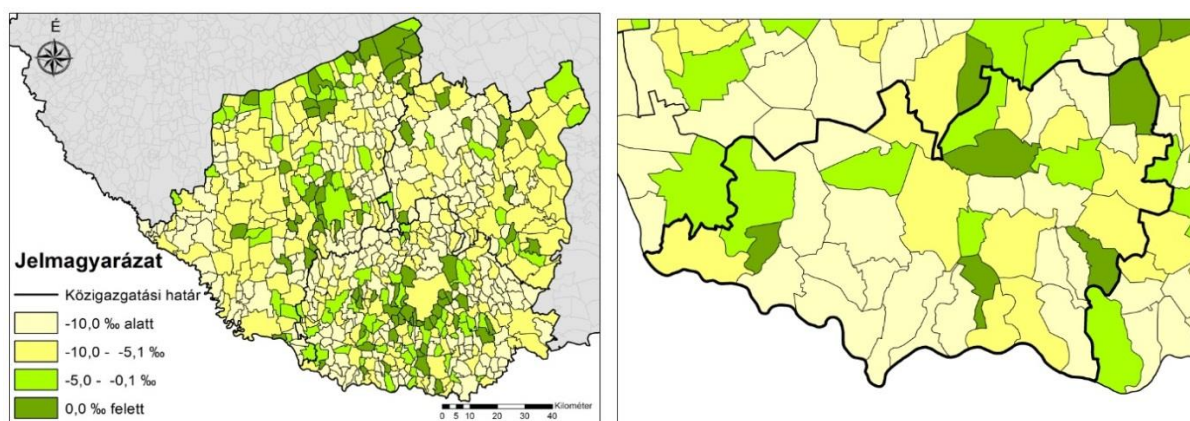 É
Jelmagyarázat
Közigazgatási határ
-10,0 ‰ alatt
-10,0 - -5,1 ‰
-5,0 - -0,1 ‰
0,0 ‰ felett
Kilométer
0 5 10 20 30 40